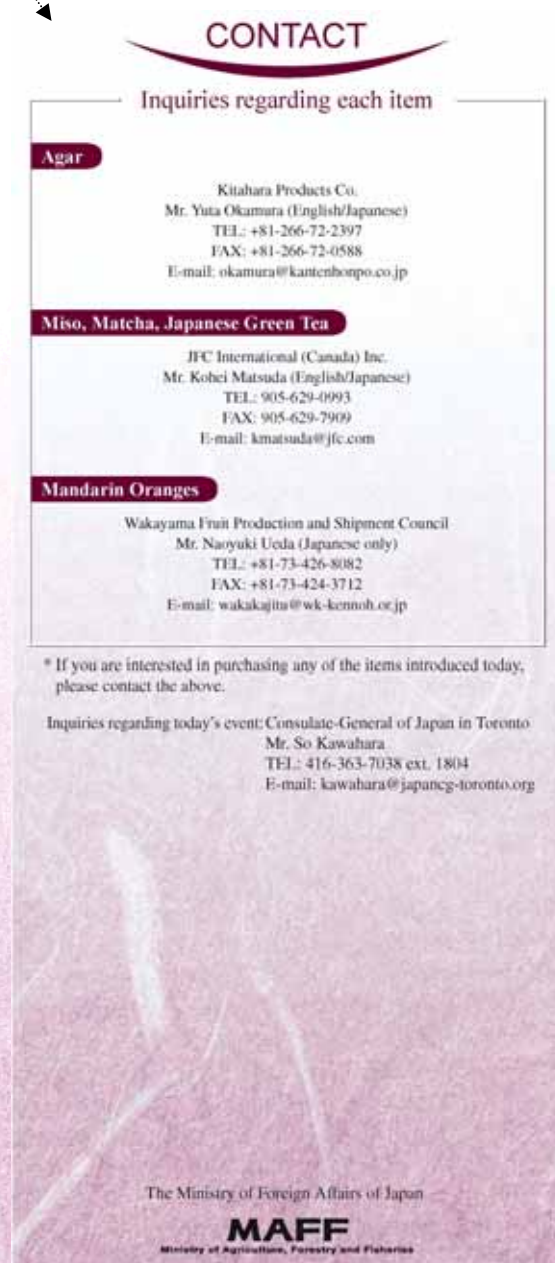 CONTACT
Inquiries regarding each item
Agar
Kitahara Products Co.
Mr. Yuta Okamura (English/Japanese)
TEL: +81-266-72-2397
FAX: +81-266-72-0588
E-mail: okamura@kantenhonpo.co.jp
Miso, Matcha, Japanese Green Tea
JFC International (Canada) Inc.
Mr. Kohei Matsuda (English/Japanese)
TEL: 905-629-0993
FAX: 905-629-7909
E-mail: kmatsuda@jfc.com
Mandarin Oranges
Wakayama Fruit Production and Shipment Council
Mr. Naoyuki Ueda (Japanese only)
TEL: +81-73-426-8082
FAX: +81-73-424-3712
E-mail: wakakajitu@wk-kennoh.or.jp
* If you are interested in purchasing any of the items introduced today,
please contact the above.
Inquiries regarding today's event: Consulate-General of Japan in Toronto
Mr. So Kawahara
TEL: 416-363-7038 ext. 1804
E-mail: kawahara@japancg-toronto.org
The Ministry of Foreign Affairs of Japan
MAFF
Ministry of Agriculture, Forestry and Fisheries